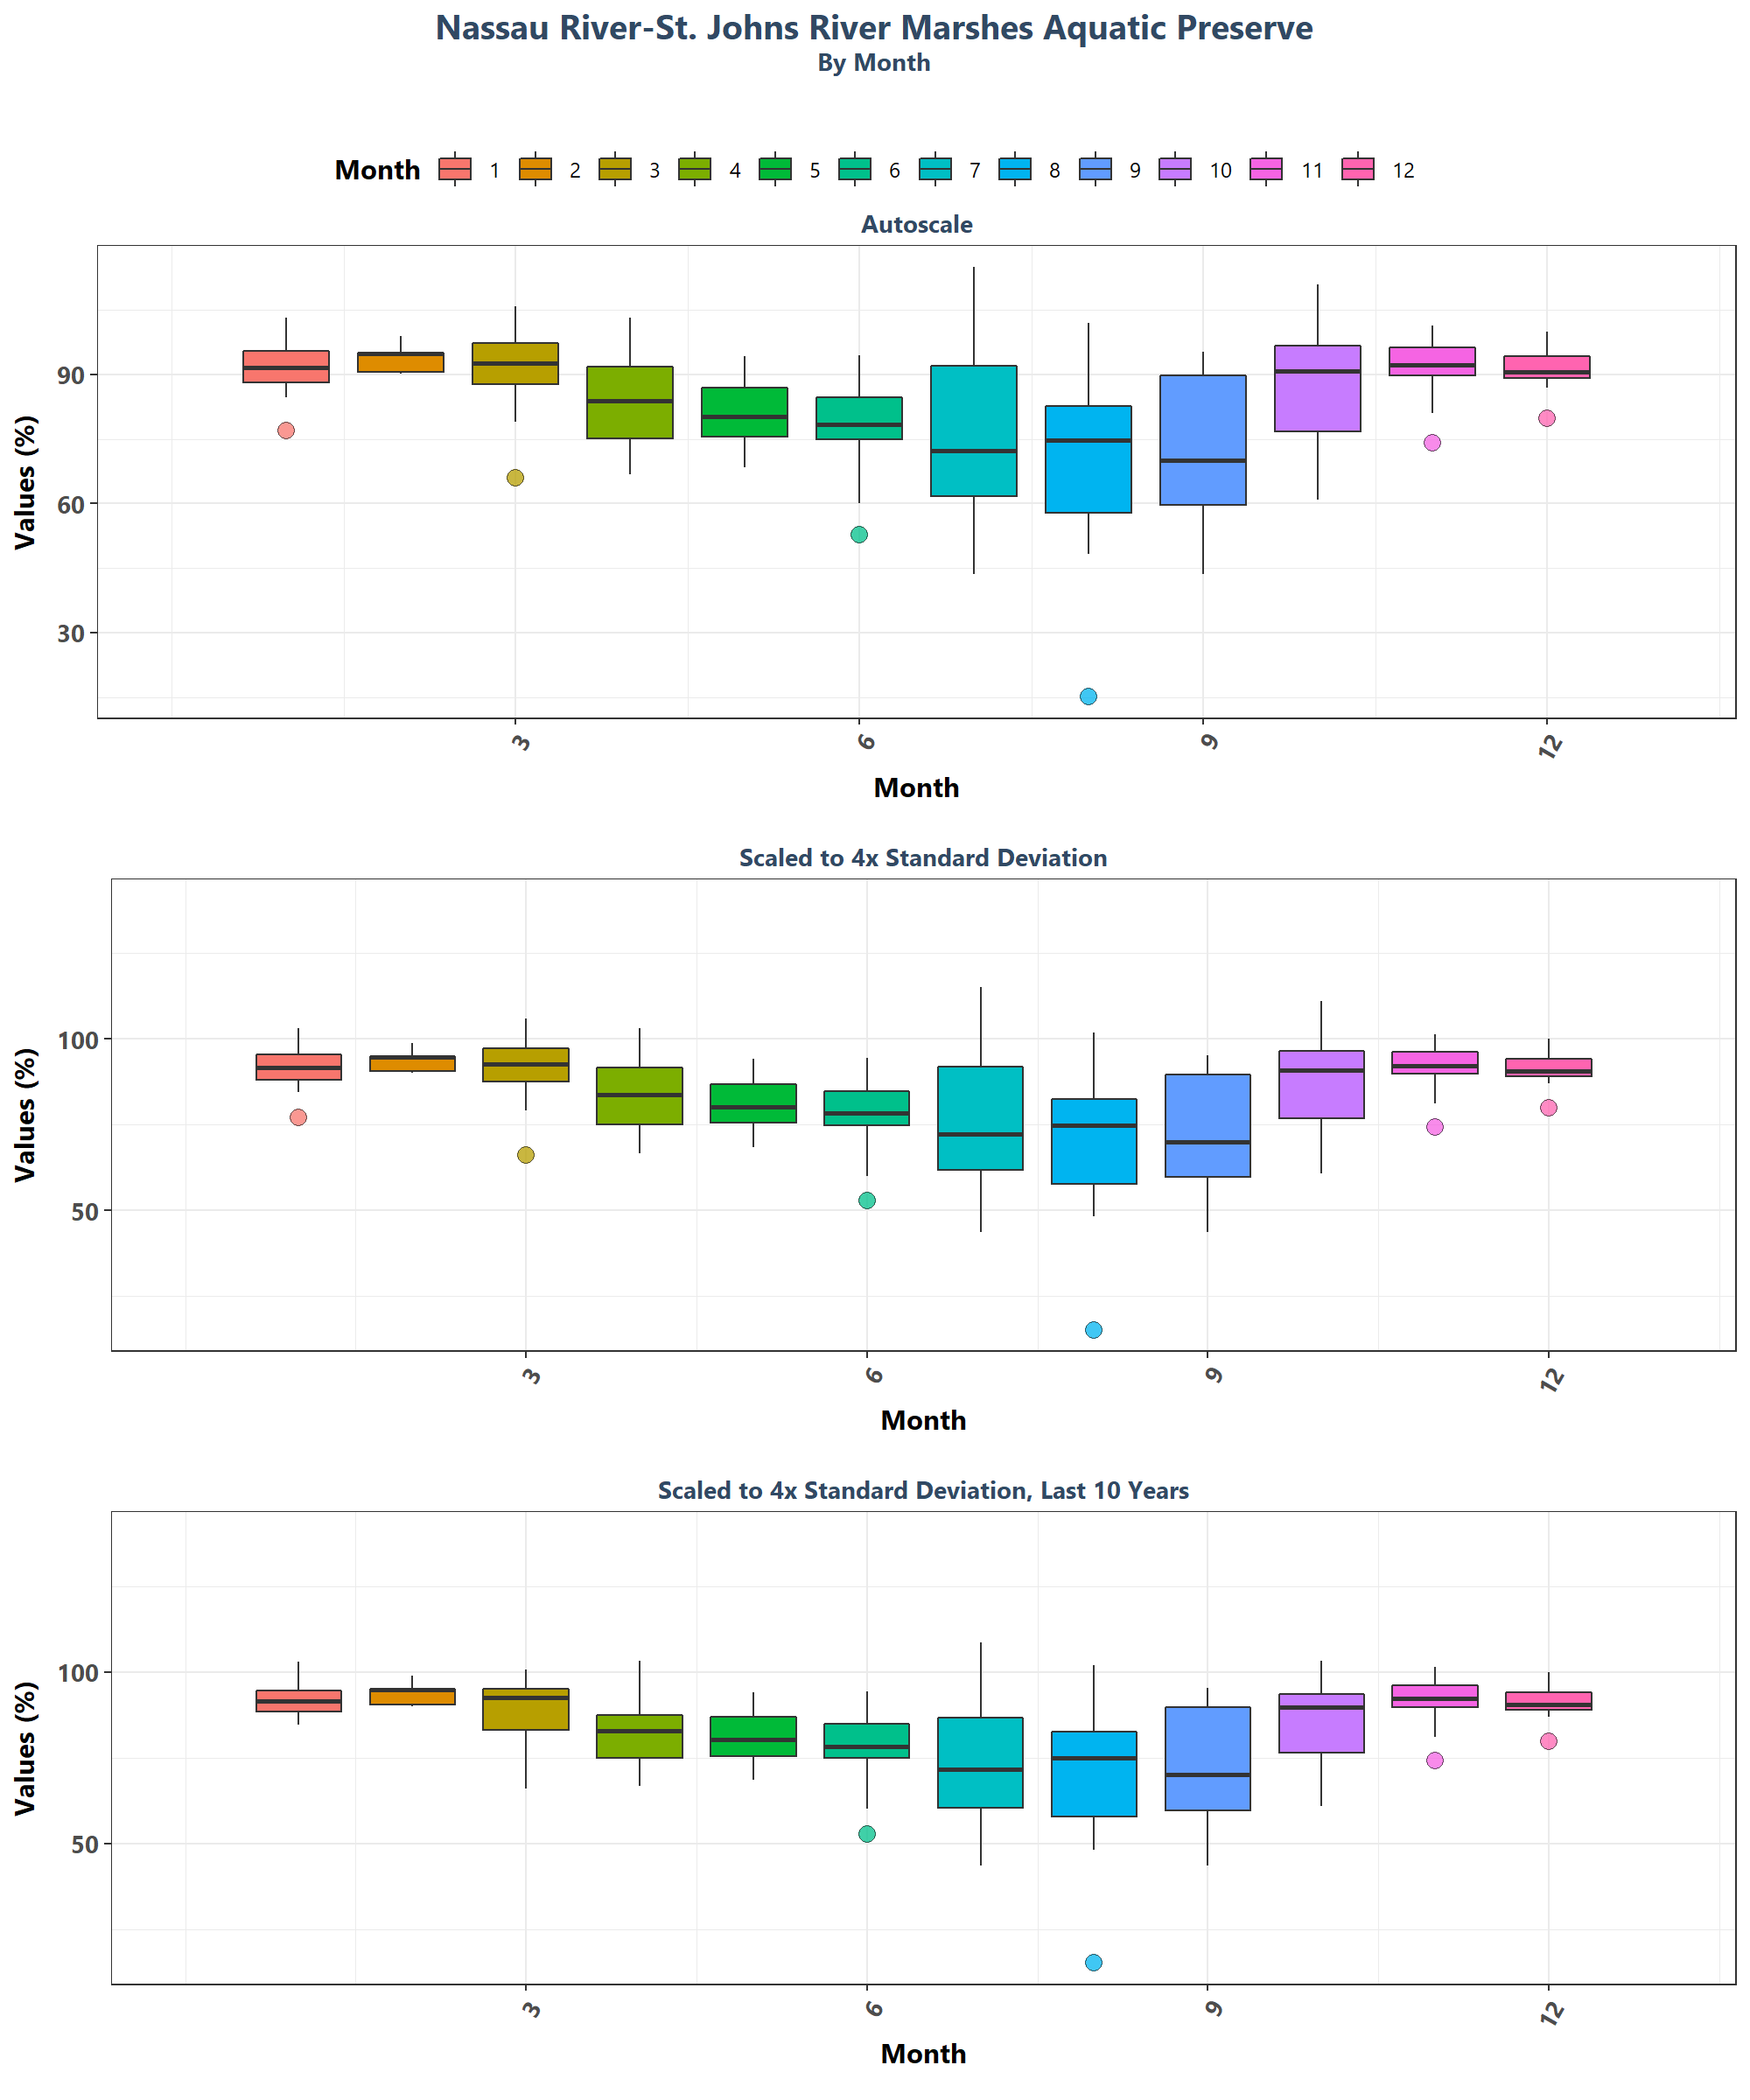 Nassau River-St. Johns River Marshes Aquatic Preserve
By Month
Month 1 2 3 4 5 6 7 8 9 10 11 12
Autoscale
Values (%)
90
60
30
3 6 9 12
Month
Scaled to 4x Standard Deviation
Values (%)
100
50
3 6 9 12
Month
Scaled to 4x Standard Deviation, Last 10 Years
Values (%)
100
50
3 6 9 12
Month